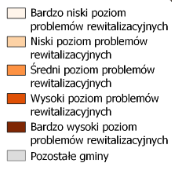 Bardzo niski poziom
problemów rewitalizacyjnych
Niski poziom problemów
rewitalizacyjnych
Średni poziom problemów
rewitalizacyjnych
Wysoki poziom problemów
rewitalizacyjnych
Bardzo wysoki poziom
problemów rewitalizacyjnych
Pozostałe gminy